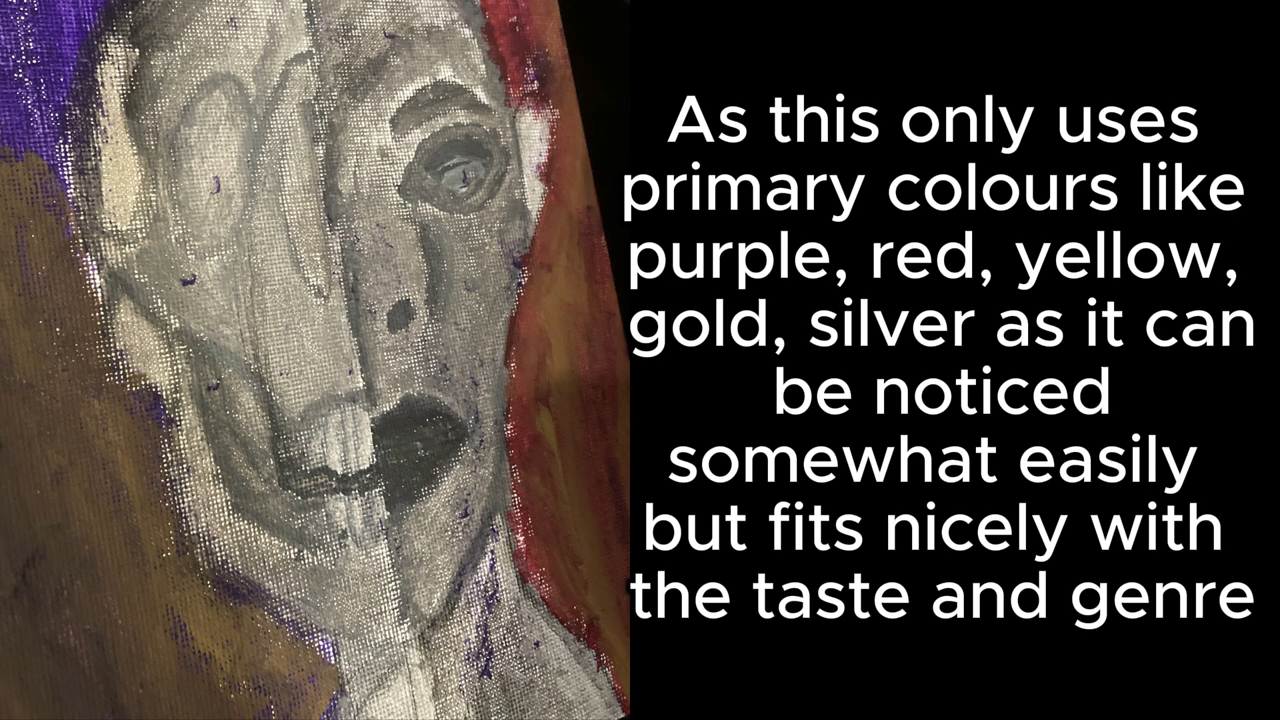 As this only uses
primary colours like
purple, red, yellow,
gold, silver as it can
be noticed
somewhat easily
but fits nicely with
the taste and genre